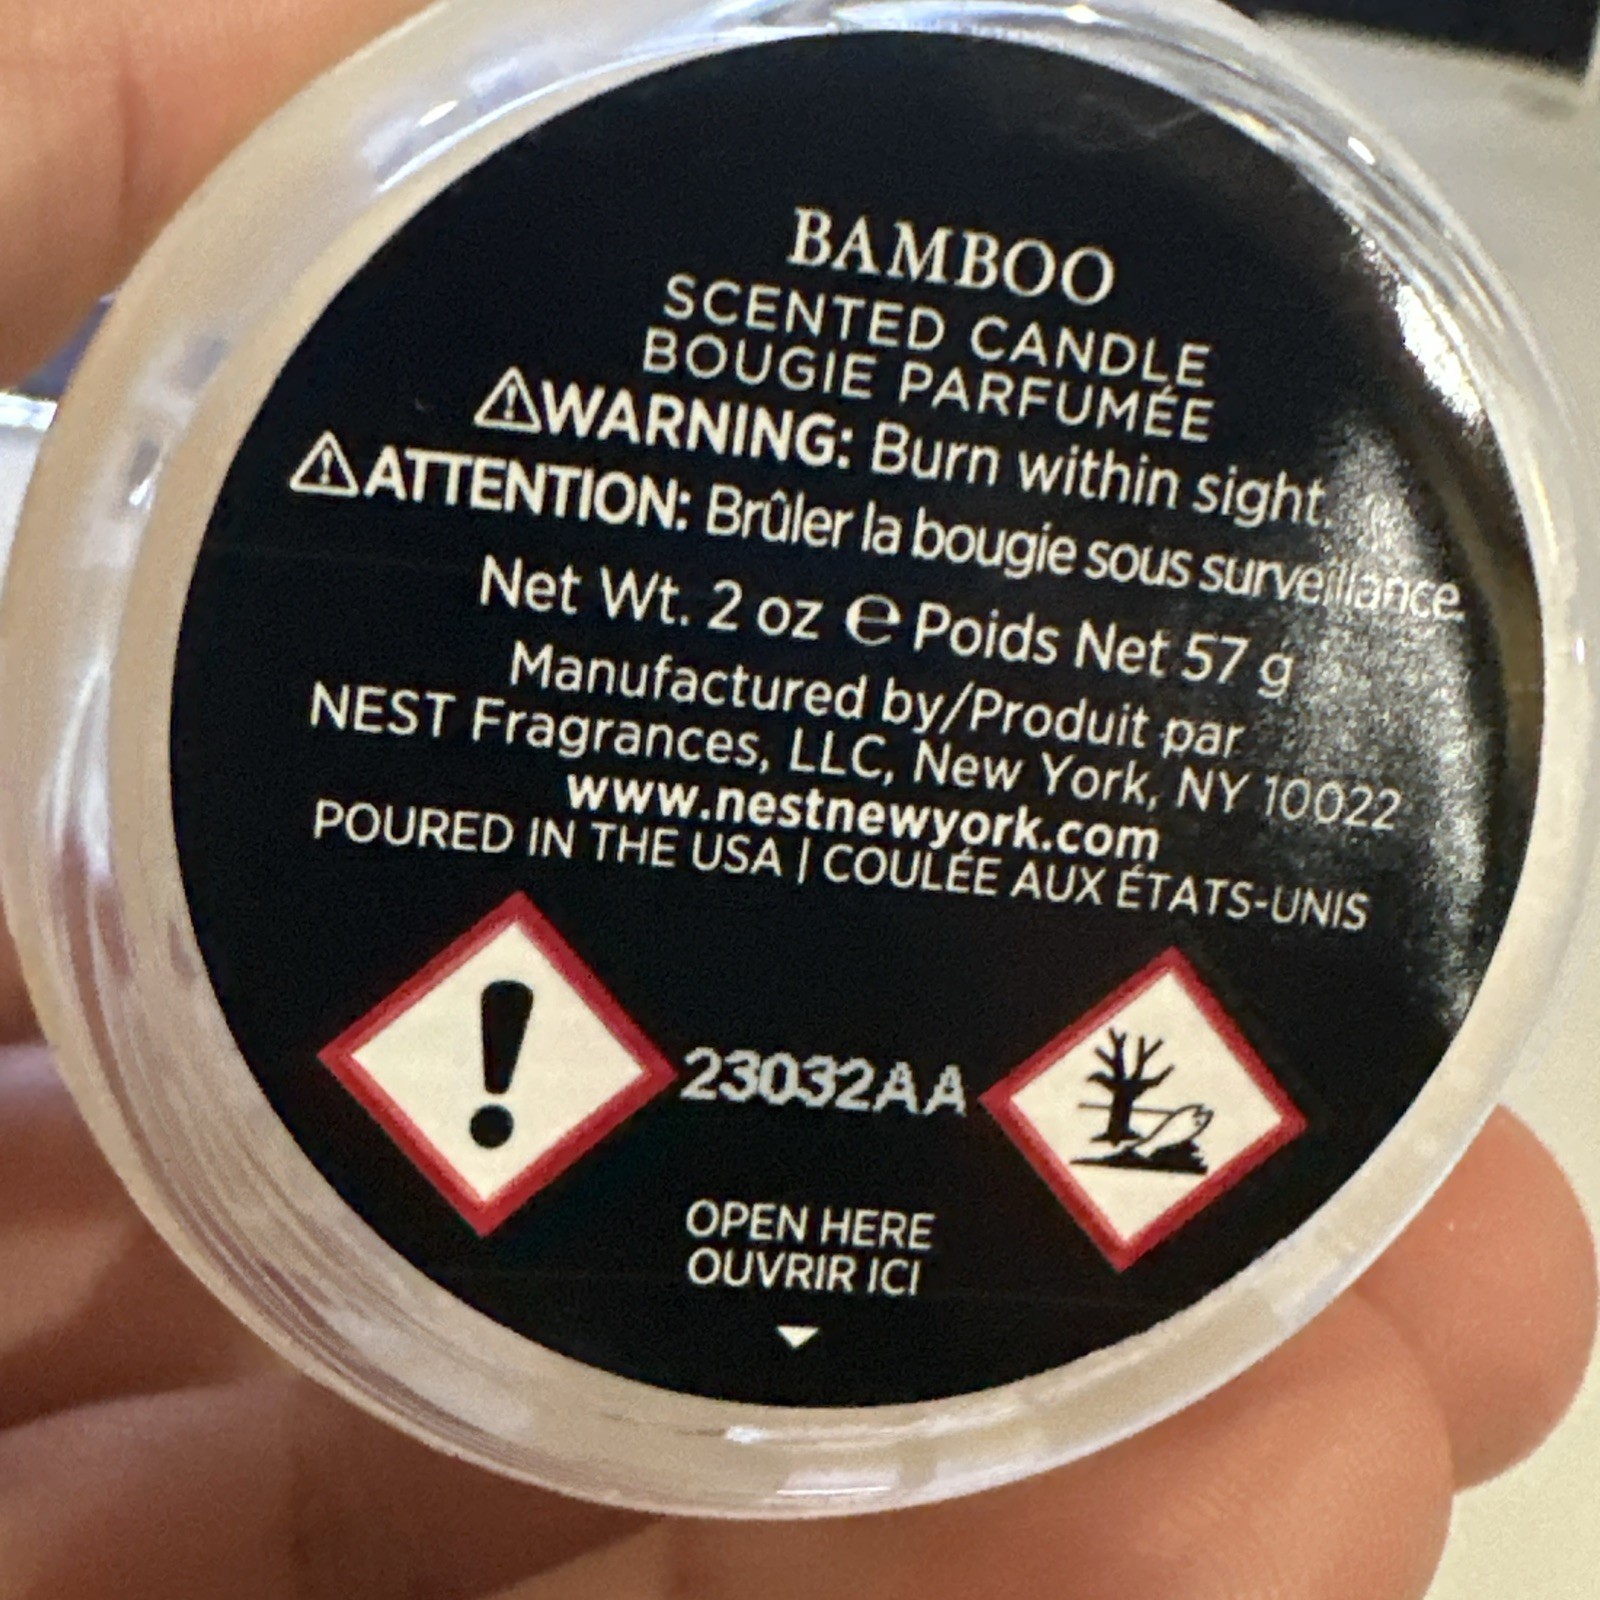 BAMBOO
SCENTED CANDLE
BOUGIE PARFUMÉE
⚠WARNING: Burn within sight.
⚠ATTENTION: Brûler la bougie sous surveillance.
Net Wt. 2 oz ℮ Poids Net 57 g
Manufactured by/Produit par
NEST Fragrances, LLC, New York, NY 10022
www.nestnewyork.com
POURED IN THE USA | COULÉE AUX ÉTATS-UNIS
23032AA
OPEN HERE
OUVRIR ICI